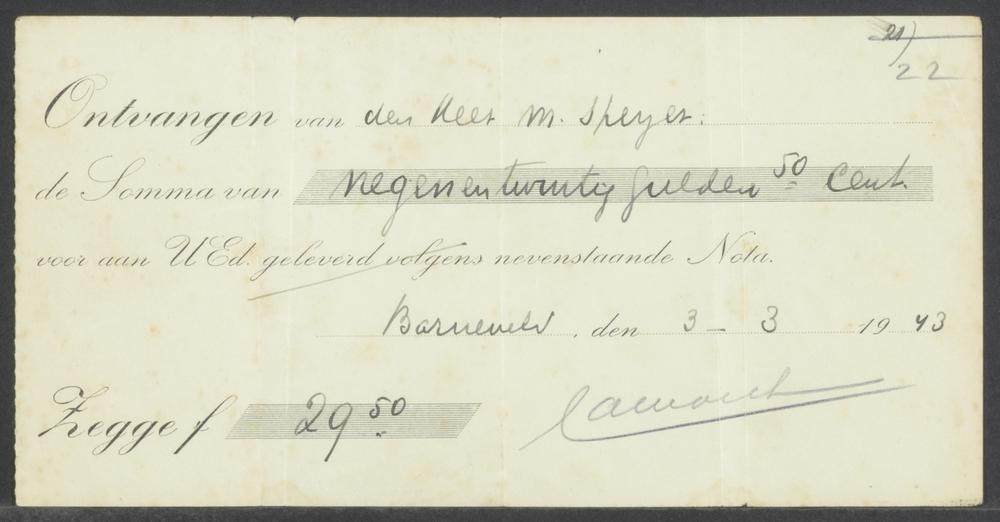 21)
22
Ontvangen van den Heer M. Speyer.
de Somma van negenentwintig gulden 50 Cent.
voor aan UEd. geleverd volgens nevenstaande Nota.
Barneveld, den 3 - 3 1943
Zegge f 29 50